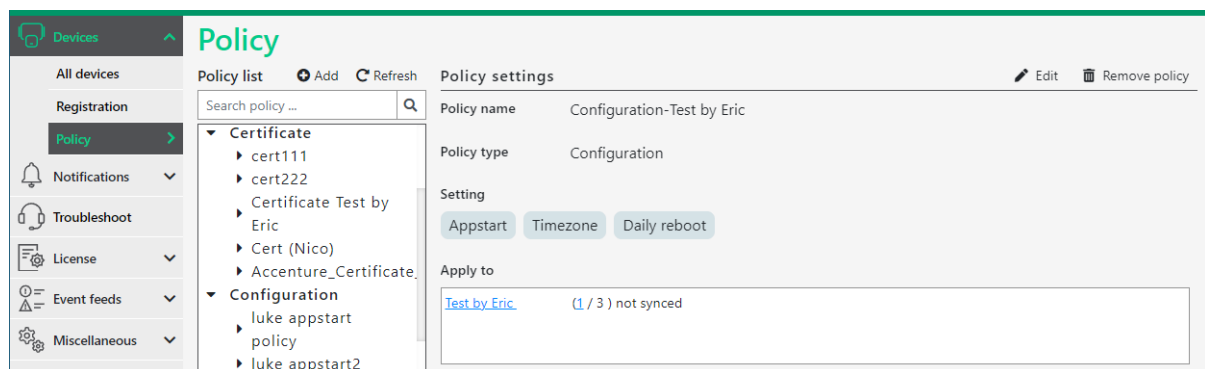 Devices
All devices
Registration
Policy
Notifications
Troubleshoot
License
Event feeds
Miscellaneous
Policy
Policy list Add Refresh
Search policy ...
Certificate
cert111
cert222
Certificate Test by
Eric
Cert (Nico)
Accenture_Certificate_
Configuration
luke appstart
policy
luke appstart2
Policy settings Edit Remove policy
Policy name Configuration-Test by Eric
Policy type Configuration
Setting
Appstart Timezone Daily reboot
Apply to
Test by Eric (1 / 3 ) not synced